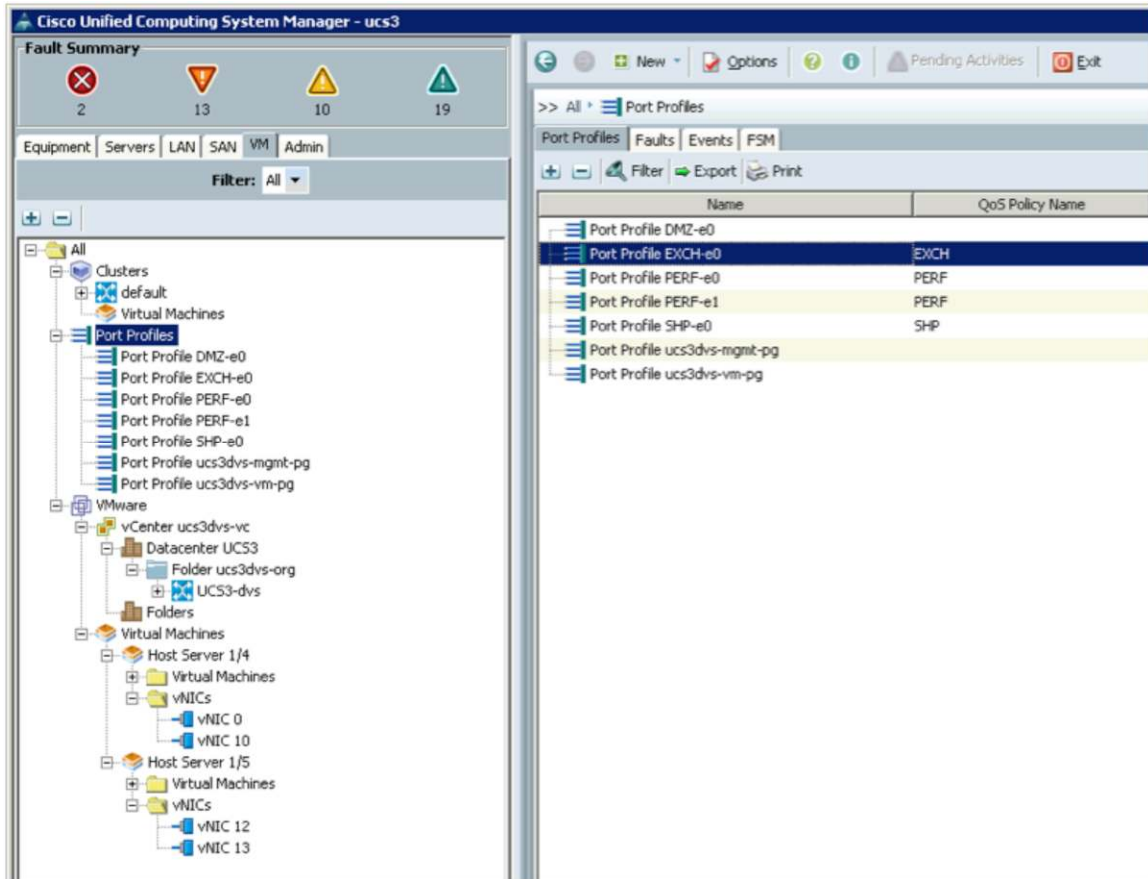 Cisco Unified Computing System Manager - ucs3
Fault Summary
2 13 10 19
Equipment Servers LAN SAN VM Admin
Filter: All
All
Clusters
default
Virtual Machines
Port Profiles
Port Profile DMZ-e0
Port Profile EXCH-e0
Port Profile PERF-e0
Port Profile PERF-e1
Port Profile SHP-e0
Port Profile ucs3dvs-mgmt-pg
Port Profile ucs3dvs-vm-pg
VMware
vCenter ucs3dvs-vc
Datacenter UCS3
Folder ucs3dvs-org
UCS3-dvs
Folders
Virtual Machines
Host Server 1/4
Virtual Machines
vNICs
vNIC 0
vNIC 10
Host Server 1/5
Virtual Machines
vNICs
vNIC 12
vNIC 13
New Options Pending Activities Exit
>> All Port Profiles
Port Profiles Faults Events FSM
Filter Export Print
Name QoS Policy Name
Port Profile DMZ-e0
Port Profile EXCH-e0 EXCH
Port Profile PERF-e0 PERF
Port Profile PERF-e1 PERF
Port Profile SHP-e0 SHP
Port Profile ucs3dvs-mgmt-pg
Port Profile ucs3dvs-vm-pg